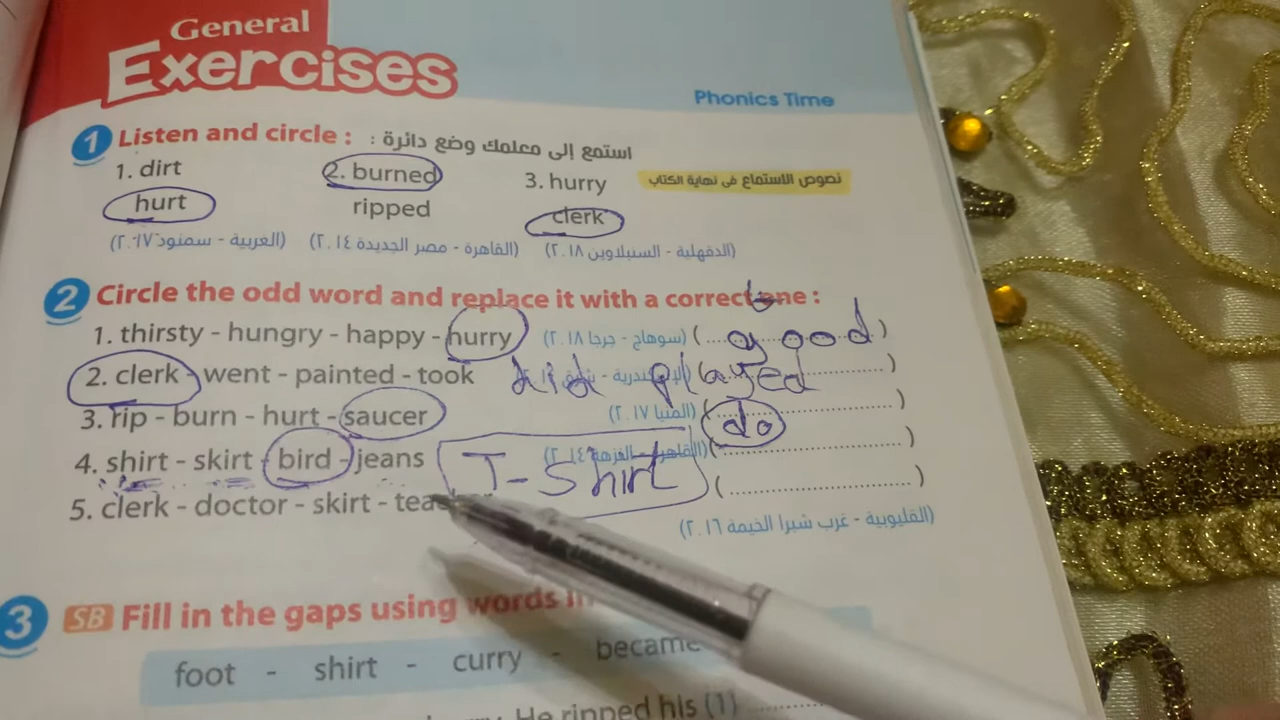 General
Exercises
Phonics Time
1 Listen and circle : استمع إلى معلمك وضع دائرة :
1. dirt 2. burned 3. hurry نصوص الاستماع فى نهاية الكتاب
hurt ripped clerk
(الغربية - سمنود ٢٠١٧) (القاهرة - مصر الجديدة ٢٠١٤) (الدقهلية - السنبلاوين ٢٠١٨)
2 Circle the odd word and replace it with a correct one :
1. thirsty - hungry - happy - hurry (سوهاج - جرجا ٢٠١٨) (good)
2. clerk - went - painted - took did played
3. rip - burn - hurt - saucer (المنيا ٢٠١٧) (do)
4. shirt - skirt - bird - jeans T-Shirt
5. clerk - doctor - skirt -
(القليوبية - غرب شبرا الخيمة ٢٠١٦)
3 SB Fill in the gaps using words in
foot - shirt - curry - became
He ripped his (1)